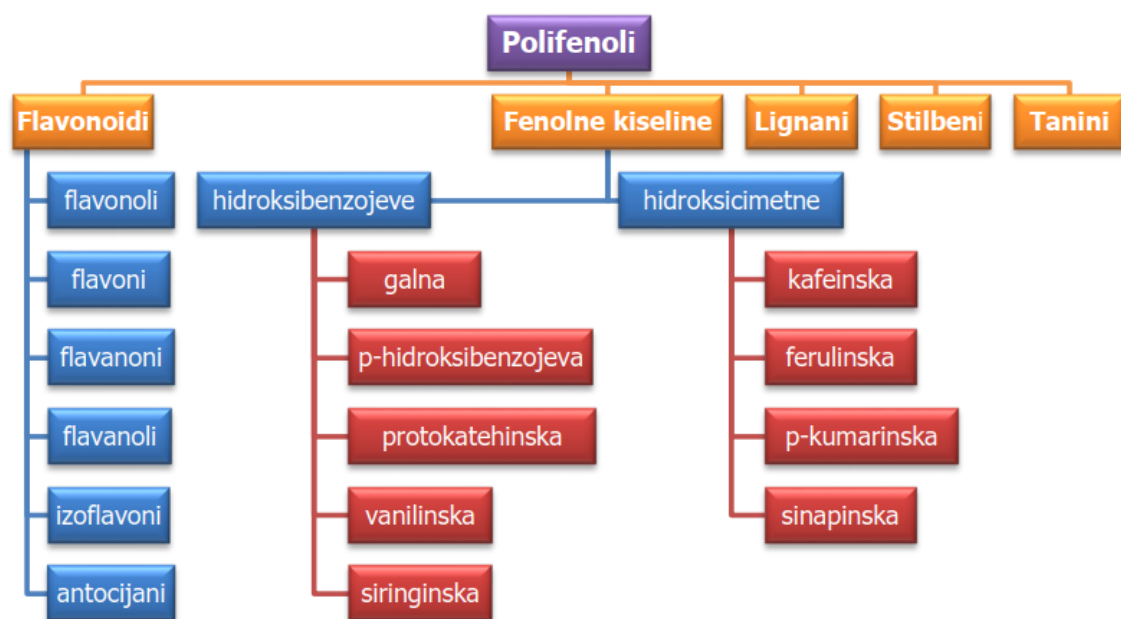 Polifenoli
Flavonoidi
Fenolne kiseline
Lignani
Stilbeni
Tanini
flavonoli
hidroksibenzojeve
hidroksicimetne
flavoni
galna
kafeinska
flavanoni
p-hidroksibenzojeva
ferulinska
flavanoli
protokatehinska
p-kumarinska
izoflavoni
vanilinska
sinapinska
antocijani
siringinska